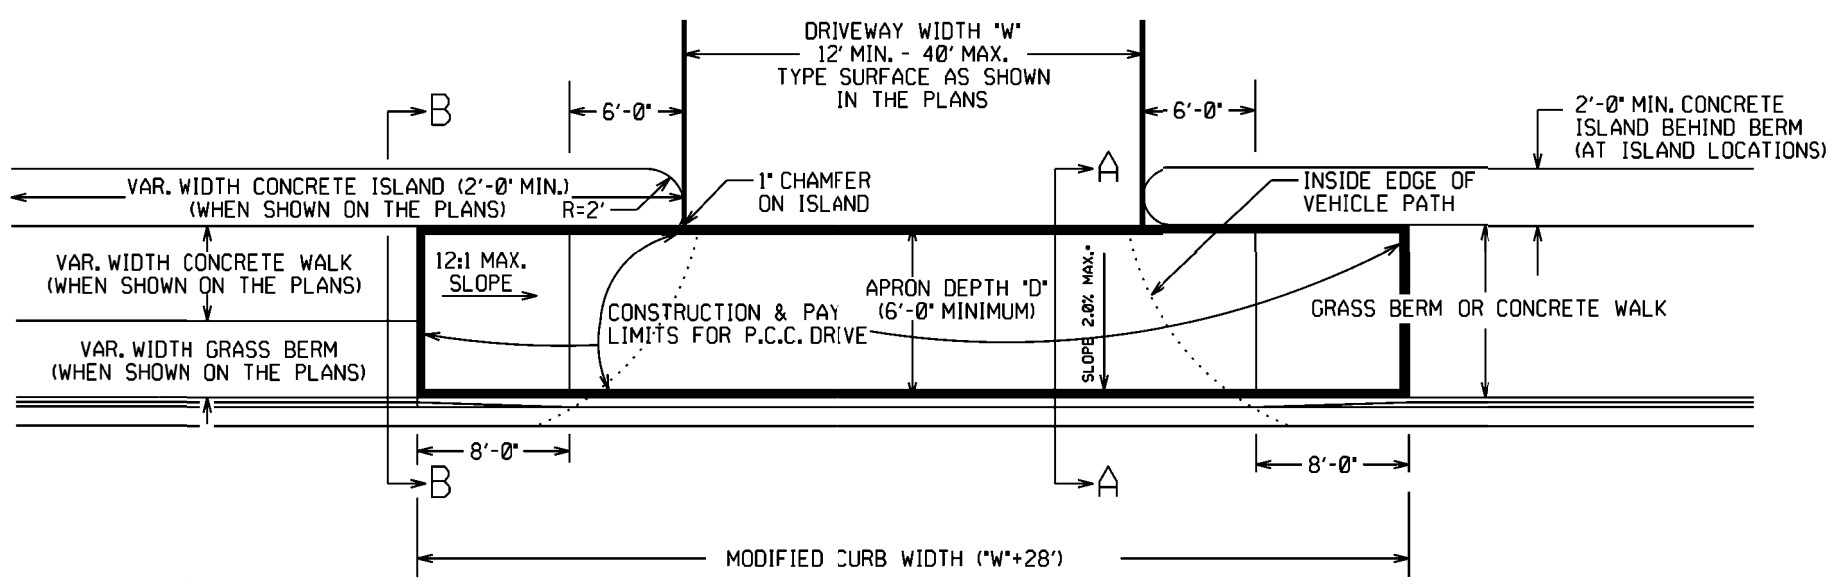 DRIVEWAY WIDTH "W"
12' MIN. - 40' MAX.
TYPE SURFACE AS SHOWN
IN THE PLANS
B
6'-0"
6'-0"
2'-0" MIN. CONCRETE
ISLAND BEHIND BERM
(AT ISLAND LOCATIONS)
VAR. WIDTH CONCRETE ISLAND (2'-0" MIN.)
(WHEN SHOWN ON THE PLANS)
R=2'
1" CHAMFER
ON ISLAND
A
INSIDE EDGE OF
VEHICLE PATH
VAR. WIDTH CONCRETE WALK
(WHEN SHOWN ON THE PLANS)
12:1 MAX.
SLOPE
CONSTRUCTION & PAY
LIMITS FOR P.C.C. DRIVE
APRON DEPTH "D"
(6'-0" MINIMUM)
SLOPE 2.0% MAX.
GRASS BERM OR CONCRETE WALK
VAR. WIDTH GRASS BERM
(WHEN SHOWN ON THE PLANS)
8'-0"
8'-0"
B
A
MODIFIED CURB WIDTH ("W"+28')